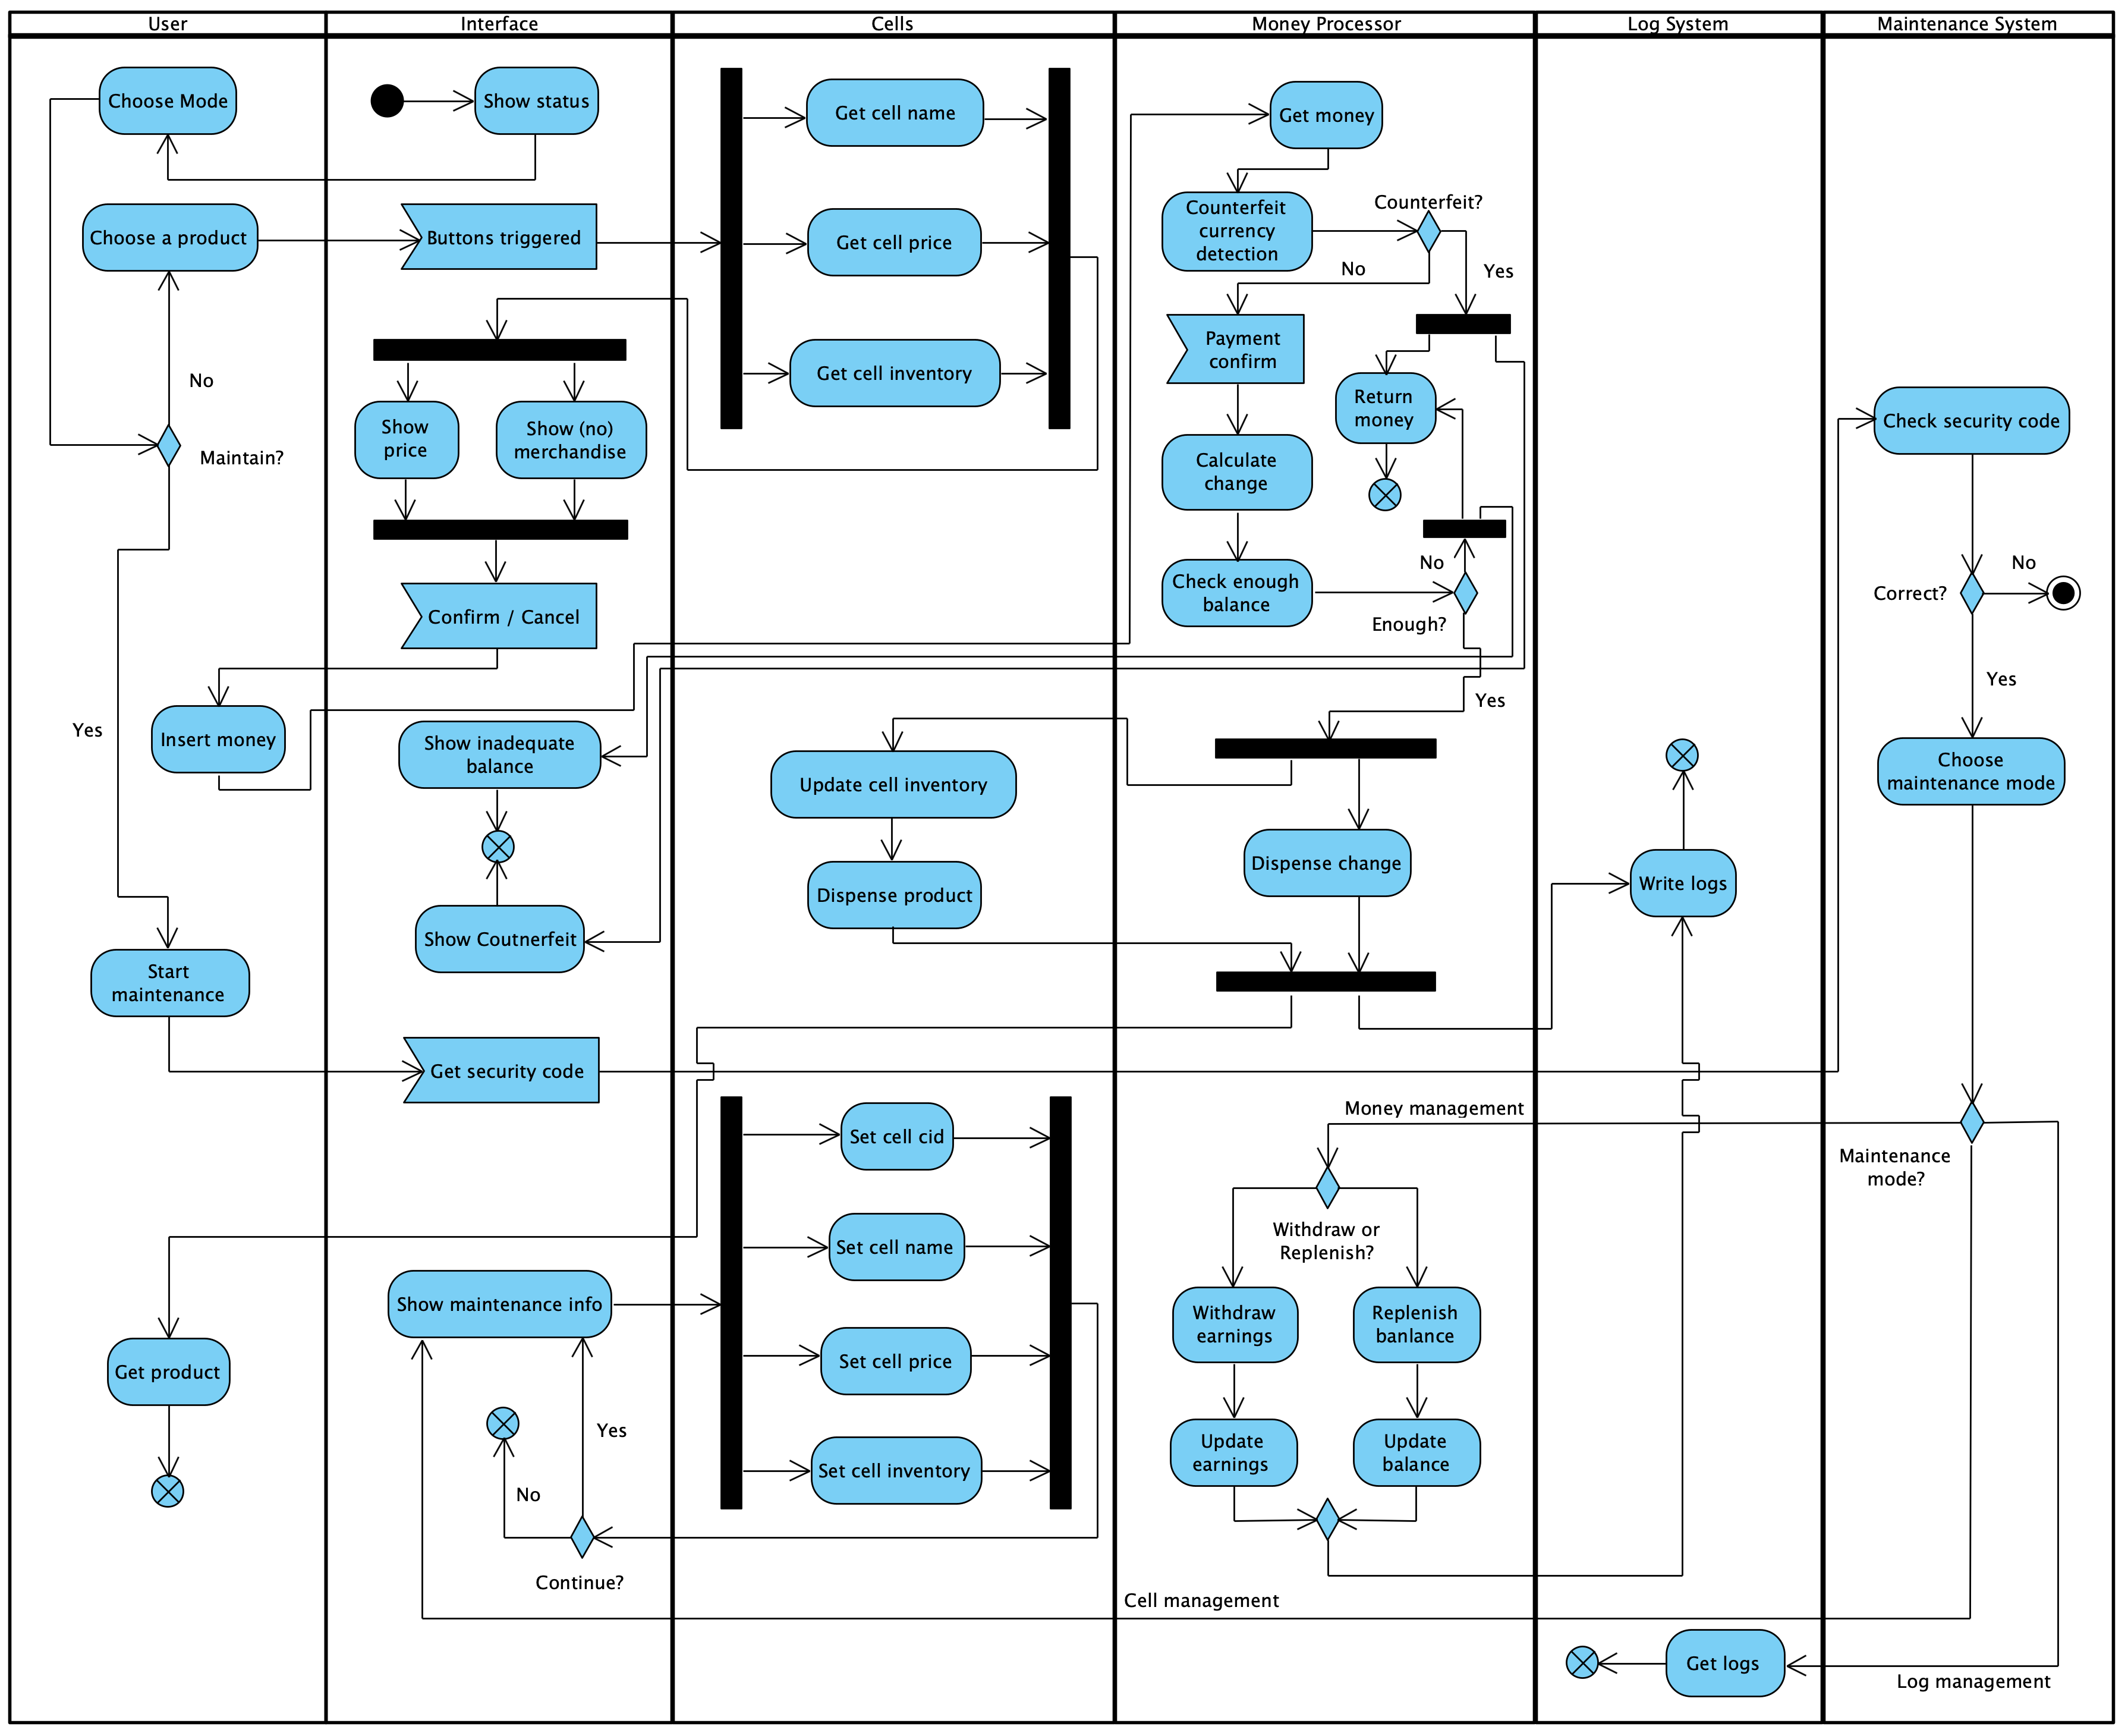 User
Interface
Cells
Money Processor
Log System
Maintenance System
Choose Mode
Show status
Get cell name
Get money
Counterfeit?
Counterfeit
currency
detection
Choose a product
Buttons triggered
Get cell price
No
Yes
Payment
confirm
Get cell inventory
No
Show
price
Show (no)
merchandise
Return
money
Check security code
Maintain?
Calculate
change
No
No
Check enough
balance
Correct?
Confirm / Cancel
Enough?
Yes
Yes
Yes
Insert money
Show inadequate
balance
Update cell inventory
Choose
maintenance mode
Dispense change
Write logs
Dispense product
Show Coutnerfeit
Start
maintenance
Get security code
Money management
Set cell cid
Maintenance
mode?
Withdraw or
Replenish?
Set cell name
Show maintenance info
Withdraw
earnings
Replenish
banlance
Set cell price
Get product
Yes
Update
earnings
Update
balance
Set cell inventory
No
Continue?
Cell management
Get logs
Log management